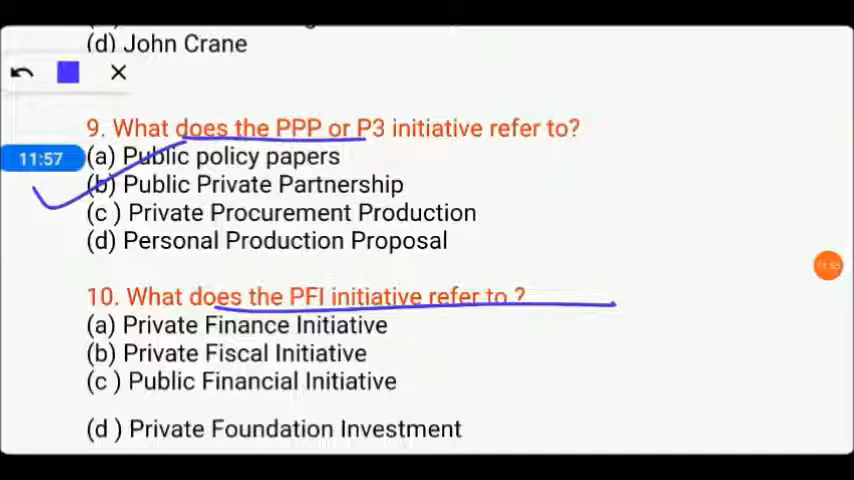 (d) John Crane
9. What does the PPP or P3 initiative refer to?
11:57
(a) Public policy papers
(b) Public Private Partnership
(c ) Private Procurement Production
(d) Personal Production Proposal
10. What does the PFI initiative refer to ?
(a) Private Finance Initiative
(b) Private Fiscal Initiative
(c ) Public Financial Initiative
(d ) Private Foundation Investment